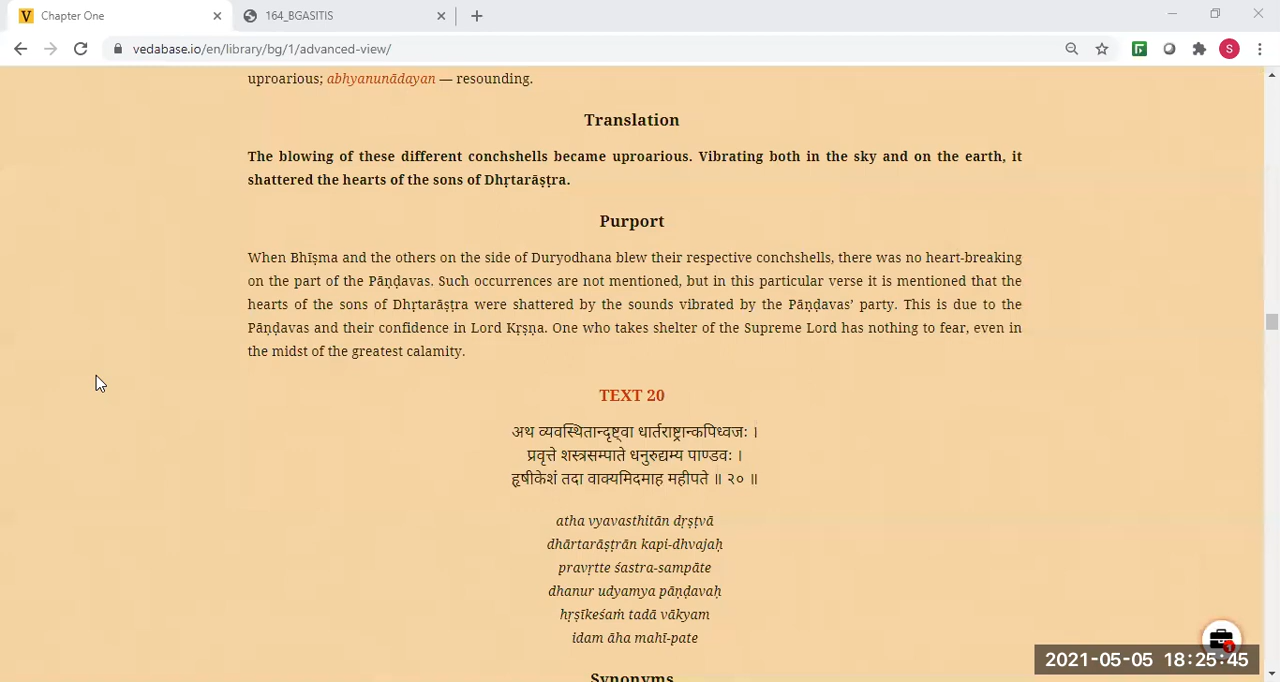 Chapter One
164_BGASITIS
vedabase.io/en/library/bg/1/advanced-view/
S
uproarious; abhyanunādayan — resounding.
Translation
The blowing of these different conchshells became uproarious. Vibrating both in the sky and on the earth, it
shattered the hearts of the sons of Dhṛtarāṣṭra.
Purport
When Bhīṣma and the others on the side of Duryodhana blew their respective conchshells, there was no heart-breaking
on the part of the Pāṇḍavas. Such occurrences are not mentioned, but in this particular verse it is mentioned that the
hearts of the sons of Dhṛtarāṣṭra were shattered by the sounds vibrated by the Pāṇḍavas’ party. This is due to the
Pāṇḍavas and their confidence in Lord Kṛṣṇa. One who takes shelter of the Supreme Lord has nothing to fear, even in
the midst of the greatest calamity.
TEXT 20
अथ व्यवस्थितान्दृष्ट्वा धार्तराष्ट्रान्कपिध्वजः ।
प्रवृत्ते शस्त्रसम्पाते धनुरुद्यम्य पाण्डवः ।
हृषीकेशं तदा वाक्यमिदमाह महीपते ॥ २० ॥
atha vyavasthitān dṛṣṭvā
dhārtarāṣṭrān kapi-dhvajaḥ
pravṛtte śastra-sampāte
dhanur udyamya pāṇḍavaḥ
hṛṣīkeśaṁ tadā vākyam
idam āha mahī-pate
Synonyms
1
2021-05-05 18:25:45